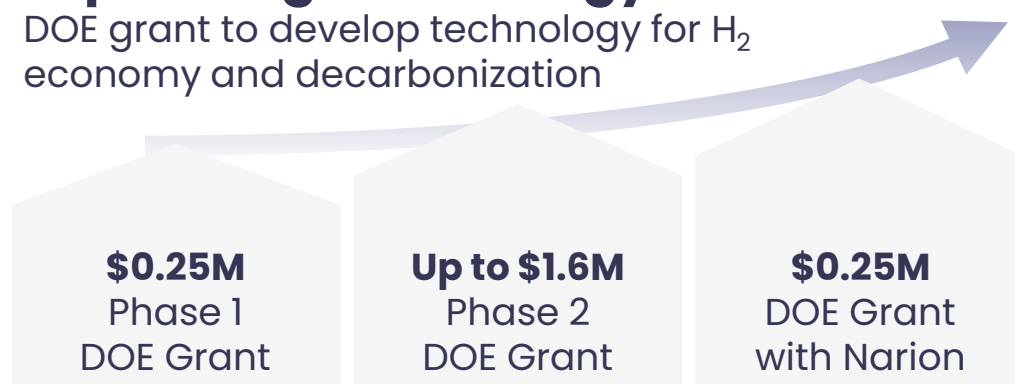 DOE grant to develop technology for H₂
economy and decarbonization
$0.25M
Phase 1
DOE Grant
Up to $1.6M
Phase 2
DOE Grant
$0.25M
DOE Grant
with Narion